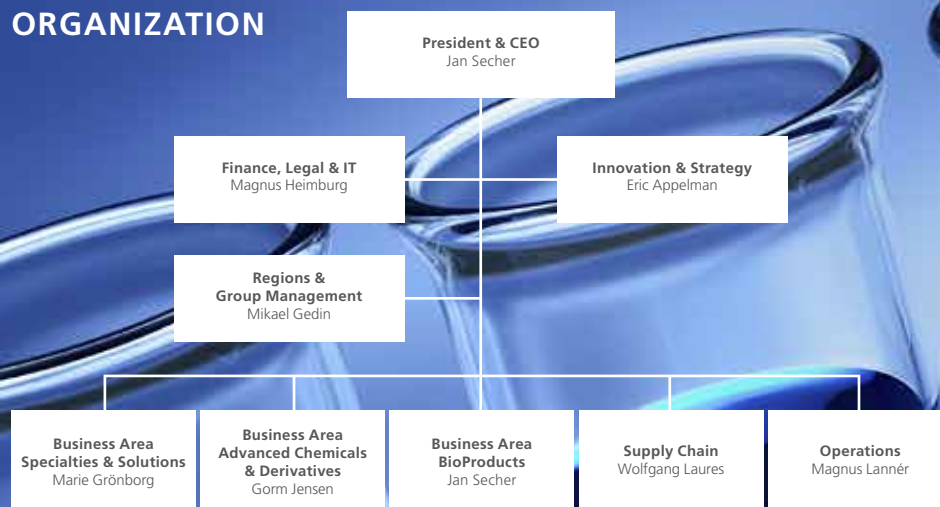 ORGANIZATION
President & CEO
Jan Secher
Finance, Legal & IT
Magnus Heimburg
Innovation & Strategy
Eric Appelman
Regions &
Group Management
Mikael Gedin
Business Area
Specialties & Solutions
Marie Grönborg
Business Area
Advanced Chemicals
& Derivatives
Gorm Jensen
Business Area
BioProducts
Jan Secher
Supply Chain
Wolfgang Laures
Operations
Magnus Lannér